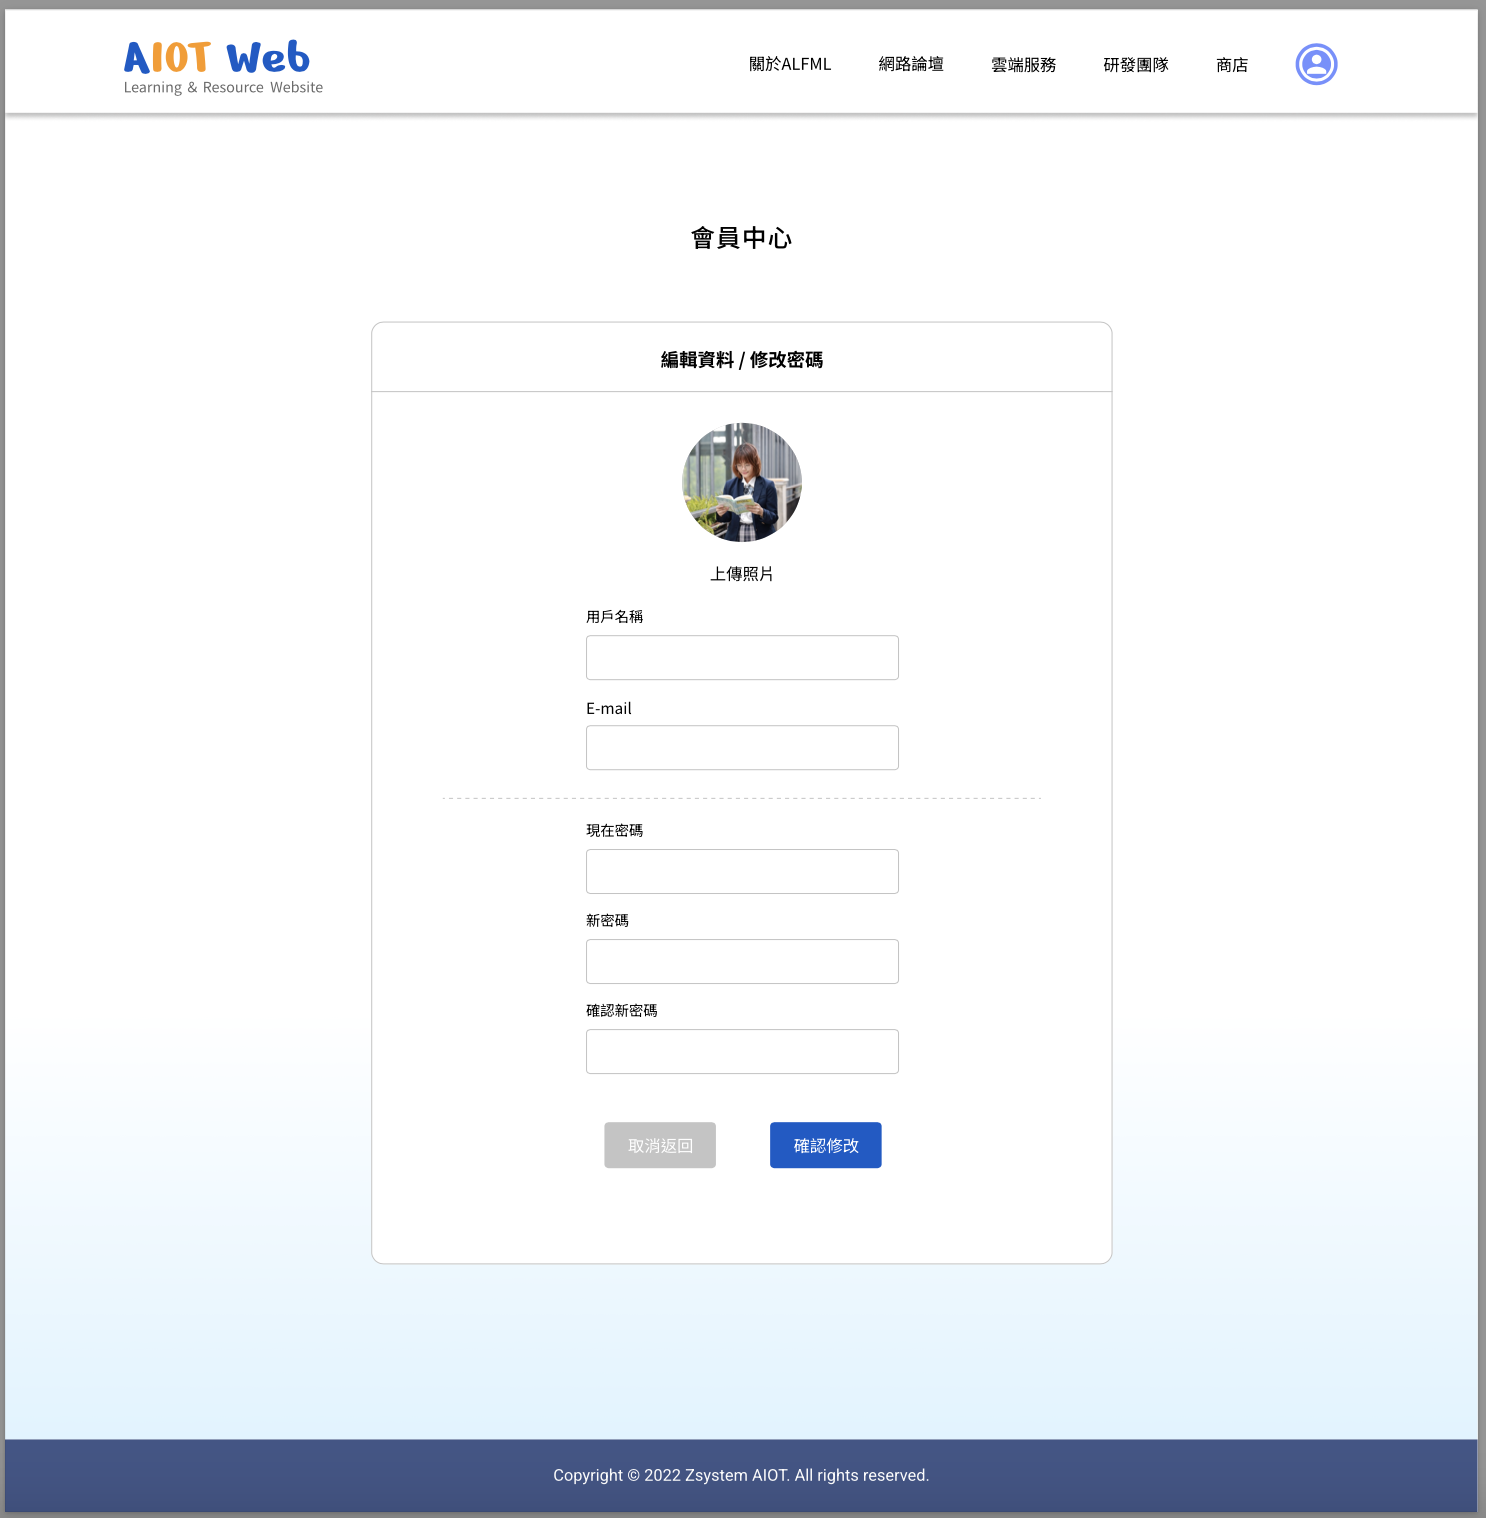 AIOT Web
Learning & Resource Website
關於ALFML
網路論壇
雲端服務
研發團隊
商店
會員中心
編輯資料 / 修改密碼
上傳照片
用戶名稱
E-mail
現在密碼
新密碼
確認新密碼
取消返回
確認修改
Copyright © 2022 Zsystem AIOT. All rights reserved.